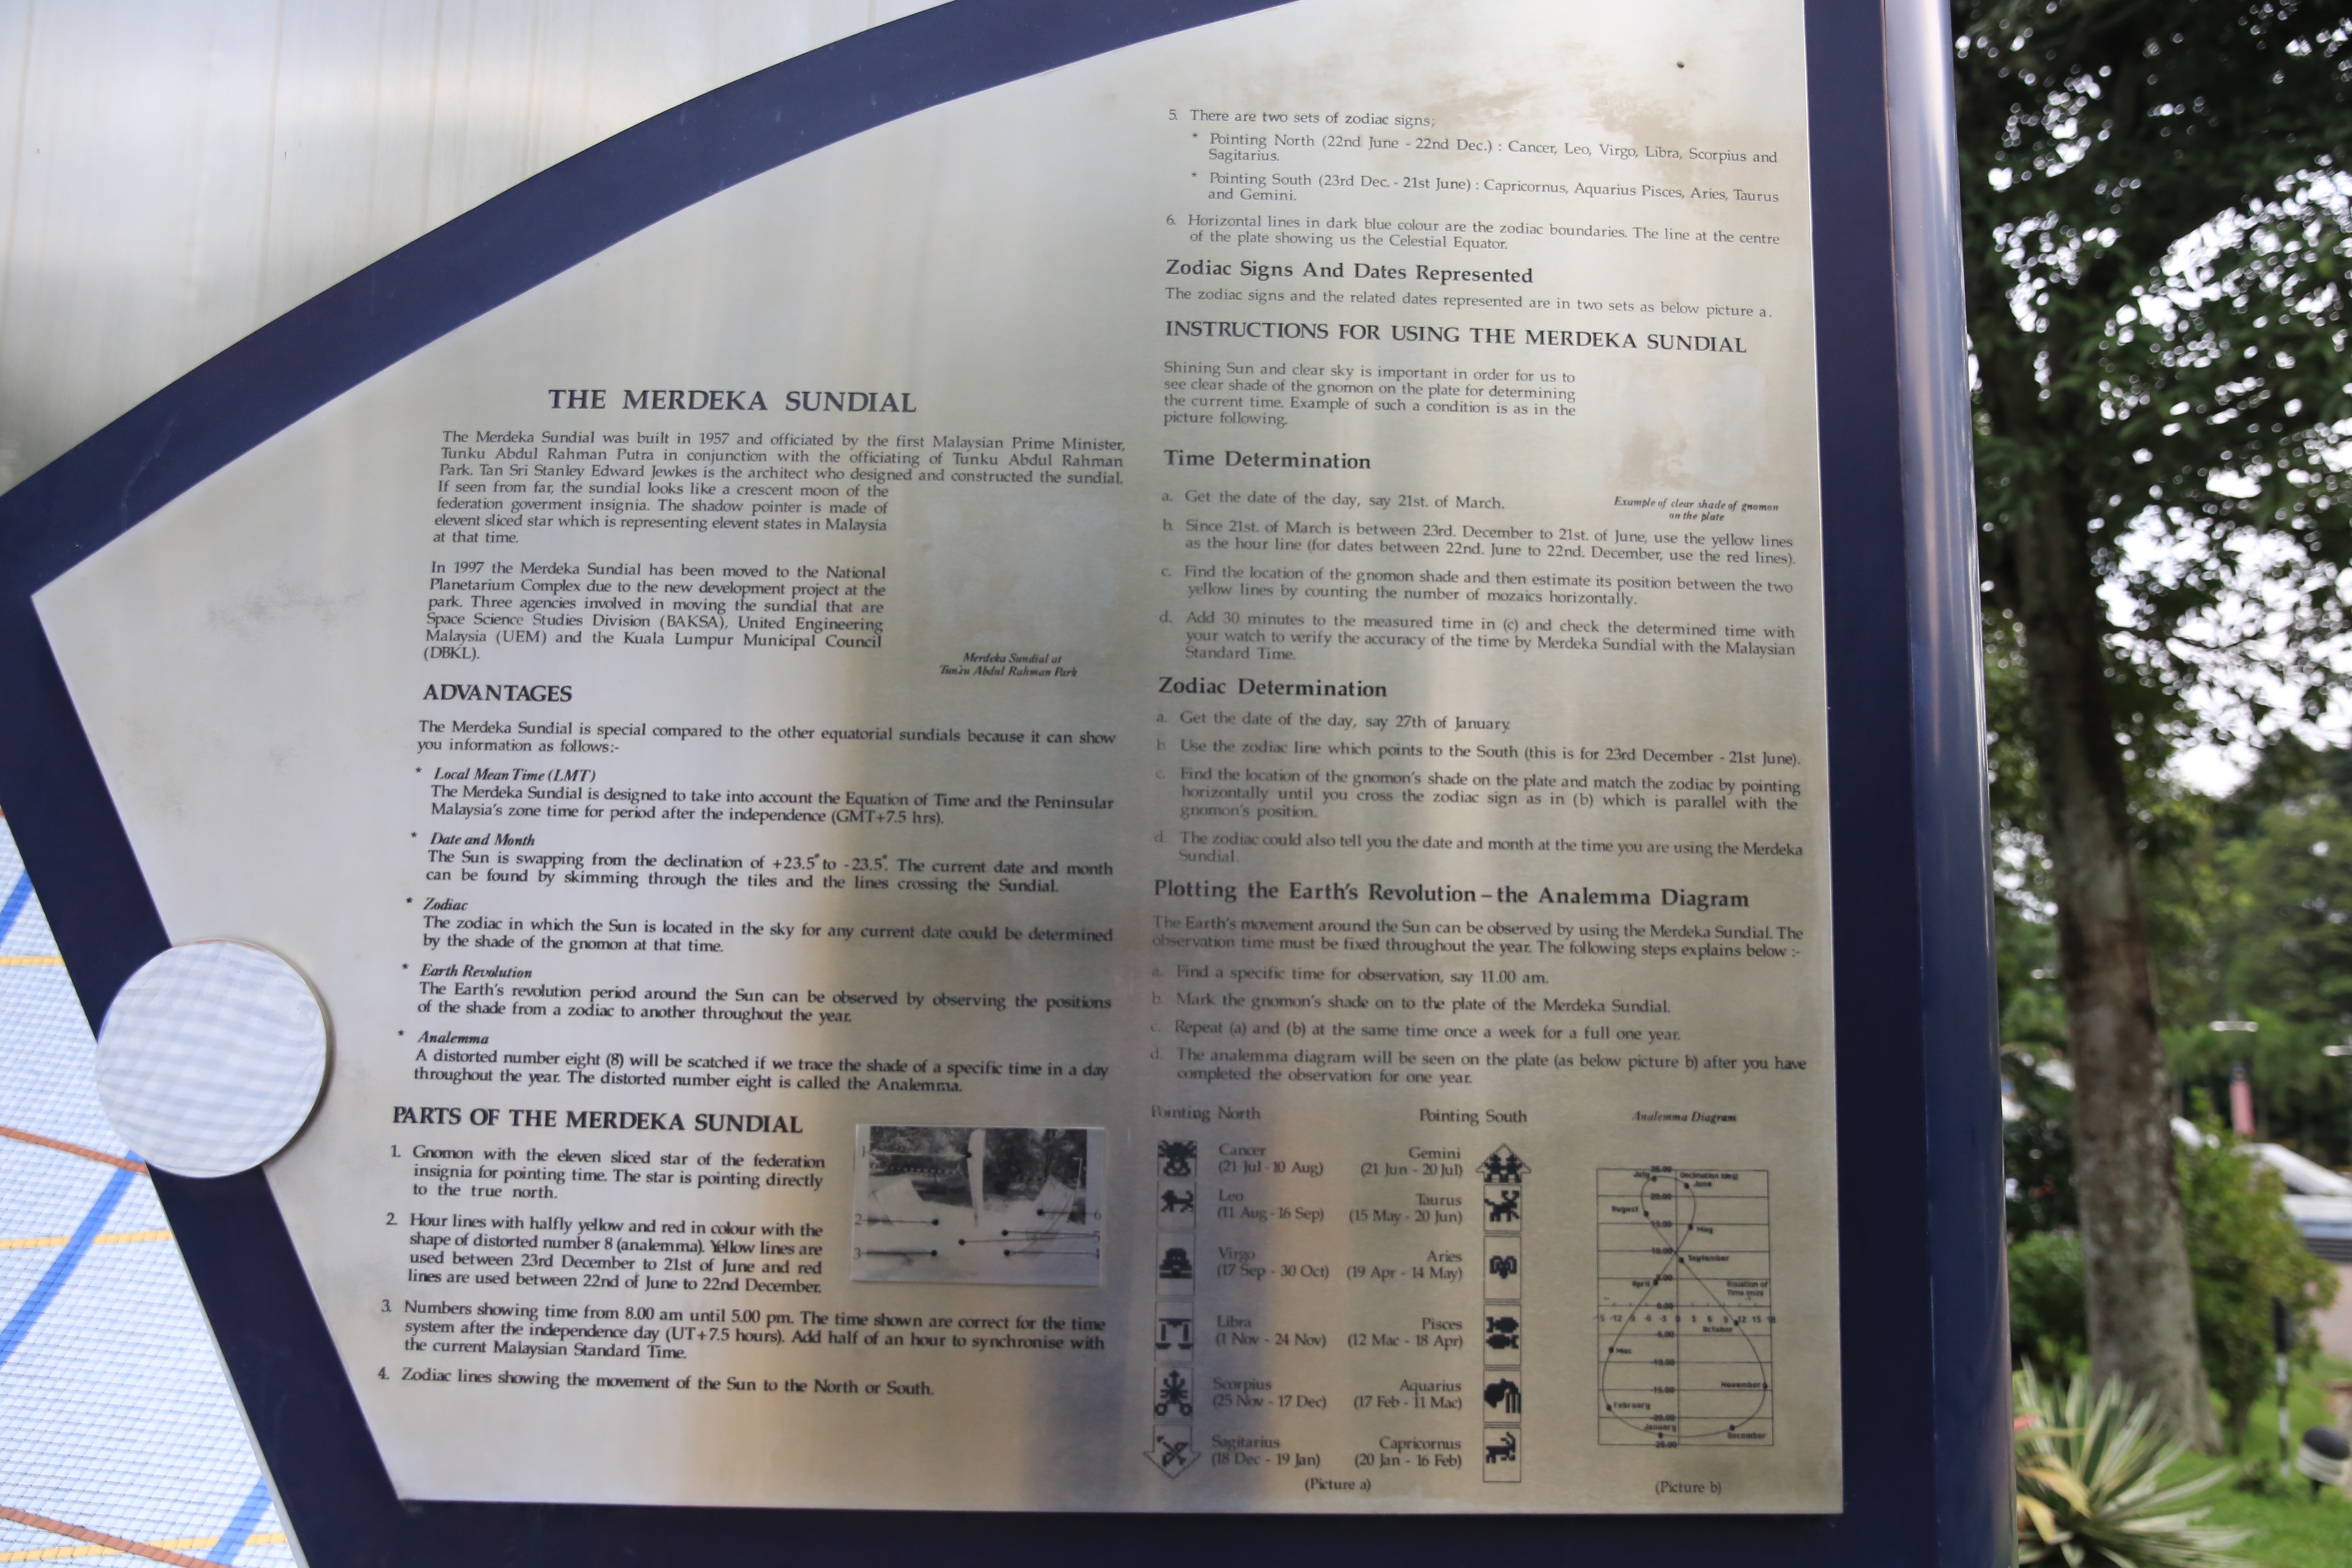 THE MERDEKA SUNDIAL
The Merdeka Sundial was built in 1957 and officiated by the first Malaysian Prime Minister,
Tunku Abdul Rahman Putra in conjunction with the officiating of Tunku Abdul Rahman
Park. Tan Sri Stanley Edward Jewkes is the architect who designed and constructed the sundial.
If seen from far, the sundial looks like a crescent moon of the
federation goverment insignia. The shadow pointer is made of
elevent sliced star which is representing elevent states in Malaysia
at that time.
In 1997 the Merdeka Sundial has been moved to the National
Planetarium Complex due to the new development project at the
park. Three agencies involved in moving the sundial that are
Space Science Studies Division (BAKSA), United Engineering
Malaysia (UEM) and the Kuala Lumpur Municipal Council
(DBKL).
Merdeka Sundial at
Tunku Abdul Rahman Park
ADVANTAGES
The Merdeka Sundial is special compared to the other equatorial sundials because it can show
you information as follows:-
* Local Mean Time (LMT)
The Merdeka Sundial is designed to take into account the Equation of Time and the Peninsular
Malaysia's zone time for period after the independence (GMT+7.5 hrs).
* Date and Month
The Sun is swapping from the declination of +23.5° to -23.5°. The current date and month
can be found by skimming through the tiles and the lines crossing the Sundial.
* Zodiac
The zodiac in which the Sun is located in the sky for any current date could be determined
by the shade of the gnomon at that time.
* Earth Revolution
The Earth's revolution period around the Sun can be observed by observing the positions
of the shade from a zodiac to another throughout the year.
* Analemma
A distorted number eight (8) will be scatched if we trace the shade of a specific time in a day
throughout the year. The distorted number eight is called the Analemma.
PARTS OF THE MERDEKA SUNDIAL
1. Gnomon with the eleven sliced star of the federation
insignia for pointing time. The star is pointing directly
to the true north.
2. Hour lines with halfly yellow and red in colour with the
shape of distorted number 8 (analemma). Yellow lines are
used between 23rd December to 21st of June and red
lines are used between 22nd of June to 22nd December.
1
2
3
6
5
4
3. Numbers showing time from 8.00 am until 5.00 pm. The time shown are correct for the time
system after the independence day (UT+7.5 hours). Add half of an hour to synchronise with
the current Malaysian Standard Time.
4. Zodiac lines showing the movement of the Sun to the North or South.
5. There are two sets of zodiac signs;
* Pointing North (22nd June - 22nd Dec.) : Cancer, Leo, Virgo, Libra, Scorpius and
Sagitarius.
* Pointing South (23rd Dec. - 21st June) : Capricornus, Aquarius Pisces, Aries, Taurus
and Gemini.
6. Horizontal lines in dark blue colour are the zodiac boundaries. The line at the centre
of the plate showing us the Celestial Equator.
Zodiac Signs And Dates Represented
The zodiac signs and the related dates represented are in two sets as below picture a.
INSTRUCTIONS FOR USING THE MERDEKA SUNDIAL
Shining Sun and clear sky is important in order for us to
see clear shade of the gnomon on the plate for determining
the current time. Example of such a condition is as in the
picture following.
Example of clear shade of gnomon
on the plate
Time Determination
a. Get the date of the day, say 21st. of March.
b. Since 21st. of March is between 23rd. December to 21st. of June, use the yellow lines
as the hour line (for dates between 22nd. June to 22nd. December, use the red lines).
c. Find the location of the gnomon shade and then estimate its position between the two
yellow lines by counting the number of mozaics horizontally.
d. Add 30 minutes to the measured time in (c) and check the determined time with
your watch to verify the accuracy of the time by Merdeka Sundial with the Malaysian
Standard Time.
Zodiac Determination
a. Get the date of the day, say 27th of January.
b. Use the zodiac line which points to the South (this is for 23rd December - 21st June).
c. Find the location of the gnomon's shade on the plate and match the zodiac by pointing
horizontally until you cross the zodiac sign as in (b) which is parallel with the
gnomon's position.
d. The zodiac could also tell you the date and month at the time you are using the Merdeka
Sundial.
Plotting the Earth's Revolution – the Analemma Diagram
The Earth's movement around the Sun can be observed by using the Merdeka Sundial. The
observation time must be fixed throughout the year. The following steps explains below :-
a. Find a specific time for observation, say 11.00 am.
b. Mark the gnomon's shade on to the plate of the Merdeka Sundial.
c. Repeat (a) and (b) at the same time once a week for a full one year.
d. The analemma diagram will be seen on the plate (as below picture b) after you have
completed the observation for one year.
Pointing North Pointing South
Cancer Gemini
(21 Jul - 10 Aug) (21 Jun - 20 Jul)
Leo Taurus
(11 Aug - 16 Sep) (15 May - 20 Jun)
Virgo Aries
(17 Sep - 30 Oct) (19 Apr - 14 May)
Libra Pisces
(1 Nov - 24 Nov) (12 Mac - 18 Apr)
Scorpius Aquarius
(25 Nov - 17 Dec) (17 Feb - 11 Mac)
Sagitarius Capricornus
(18 Dec - 19 Jan) (20 Jan - 16 Feb)
(Picture a)
Analemma Diagram
July Declination (deg)
June
August
May
September
April
Equation of
Time (min)
October
Mac
November
February
January
December
(Picture b)